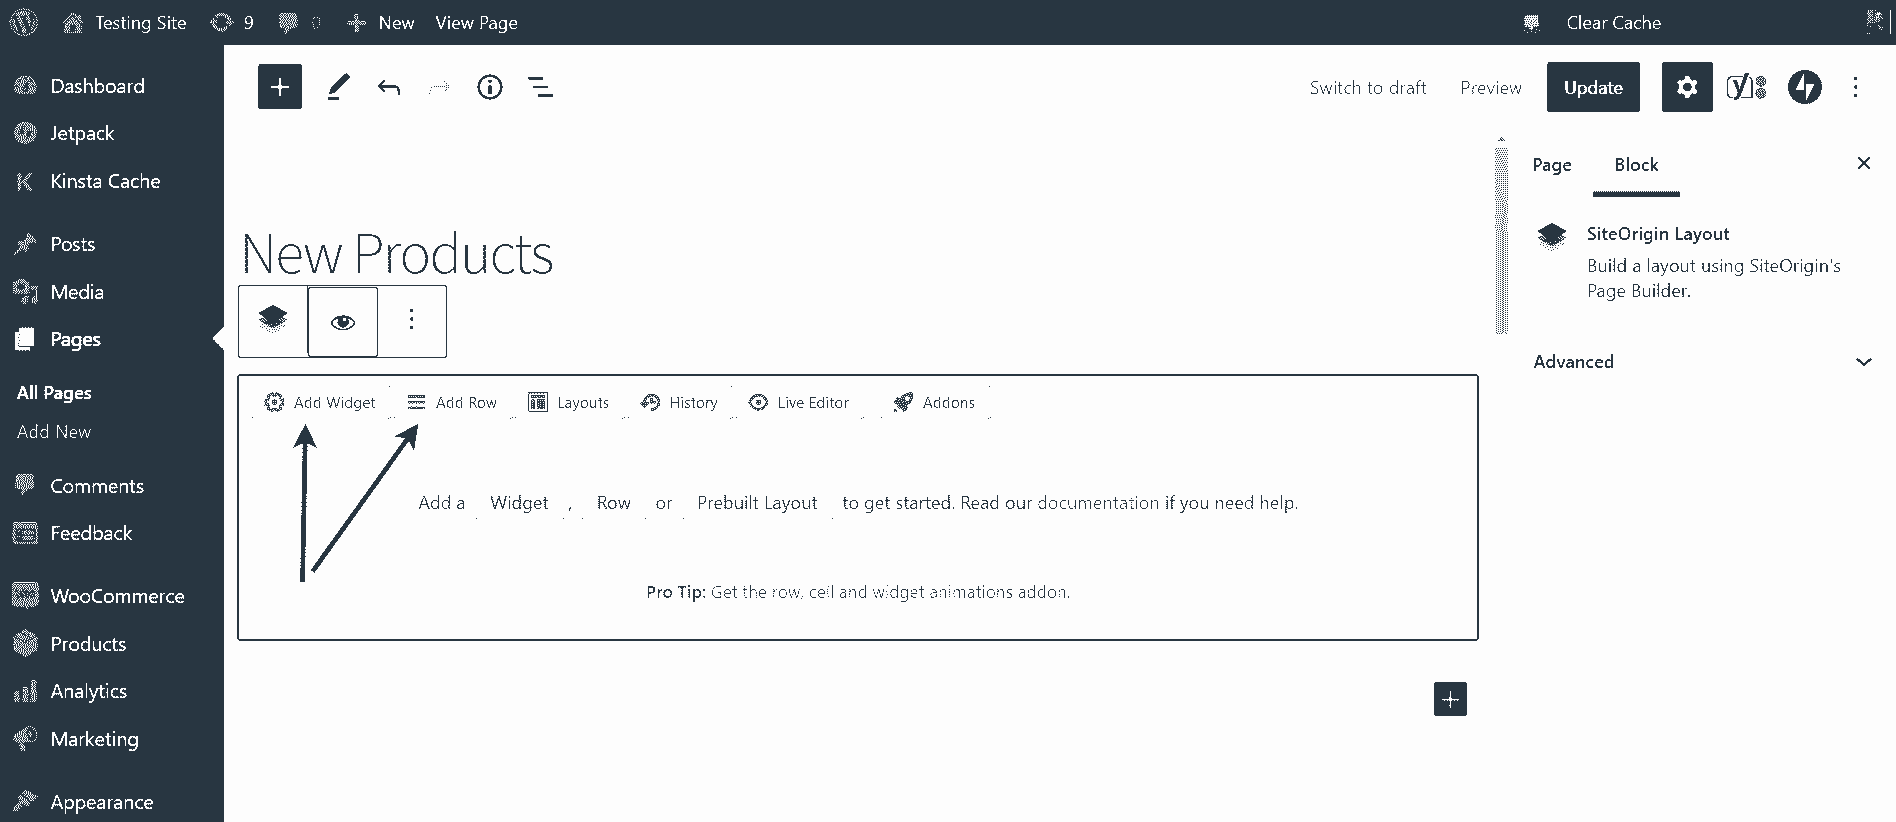 Testing Site 9 0 New View Page Clear Cache
Dashboard
Jetpack
Kinsta Cache
Posts
Media
Pages
All Pages
Add New
Comments
Feedback
WooCommerce
Products
Analytics
Marketing
Appearance
Switch to draft Preview Update
New Products
Add Widget Add Row Layouts History Live Editor Addons
Add a Widget , Row or Prebuilt Layout to get started. Read our documentation if you need help.
Pro Tip: Get the row, cell and widget animations addon.
Page Block
SiteOrigin Layout
Build a layout using SiteOrigin's
Page Builder.
Advanced